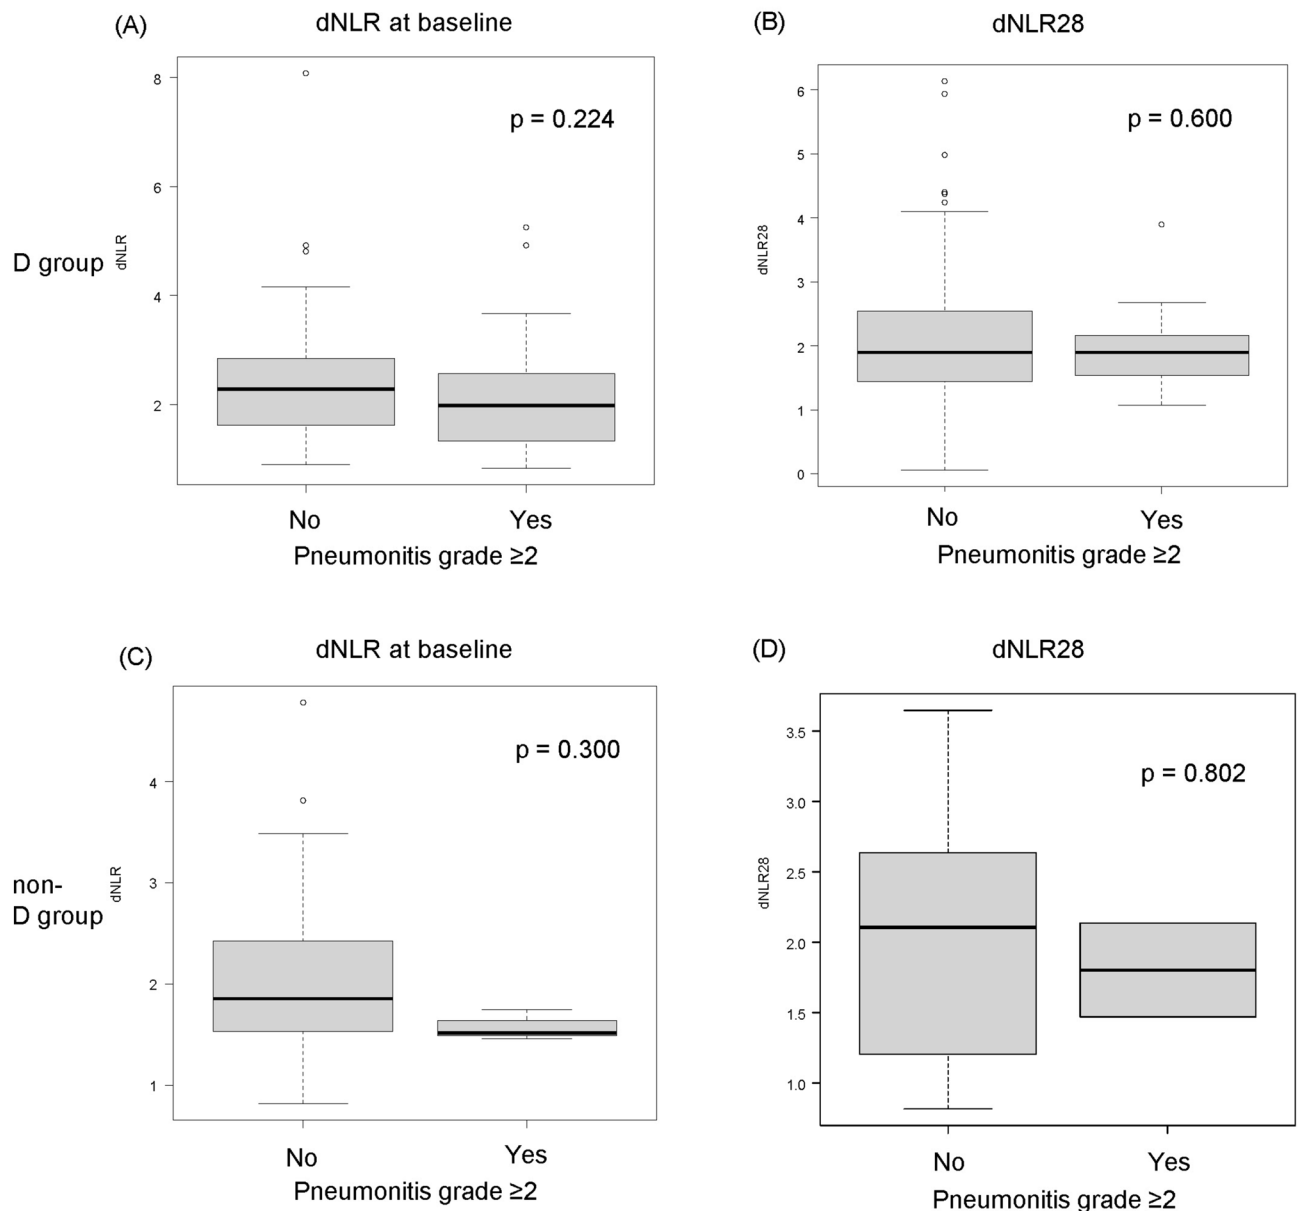 (A)
dNLR at baseline
8
6
4
2
dNLR
p = 0.224
D group
No
Yes
Pneumonitis grade ≥2
(B)
dNLR28
6
5
4
3
2
1
0
dNLR28
p = 0.600
No
Yes
Pneumonitis grade ≥2
(C)
dNLR at baseline
4
3
2
1
dNLR
p = 0.300
non-
D group
No
Yes
Pneumonitis grade ≥2
(D)
dNLR28
3.5
3.0
2.5
2.0
1.5
1.0
dNLR28
p = 0.802
No
Yes
Pneumonitis grade ≥2